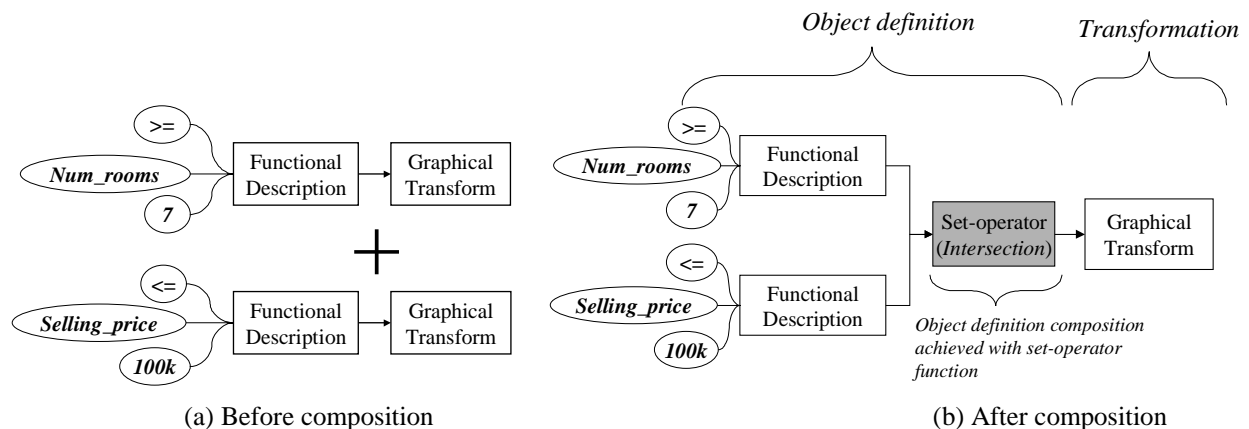 Object definition
Transformation
>=
Num_rooms
7
Functional
Description
Graphical
Transform
+
<=
Selling_price
100k
Functional
Description
Graphical
Transform
(a) Before composition
>=
Num_rooms
7
Functional
Description
<=
Selling_price
100k
Functional
Description
Set-operator
(Intersection)
Graphical
Transform
Object definition composition
achieved with set-operator
function
(b) After composition